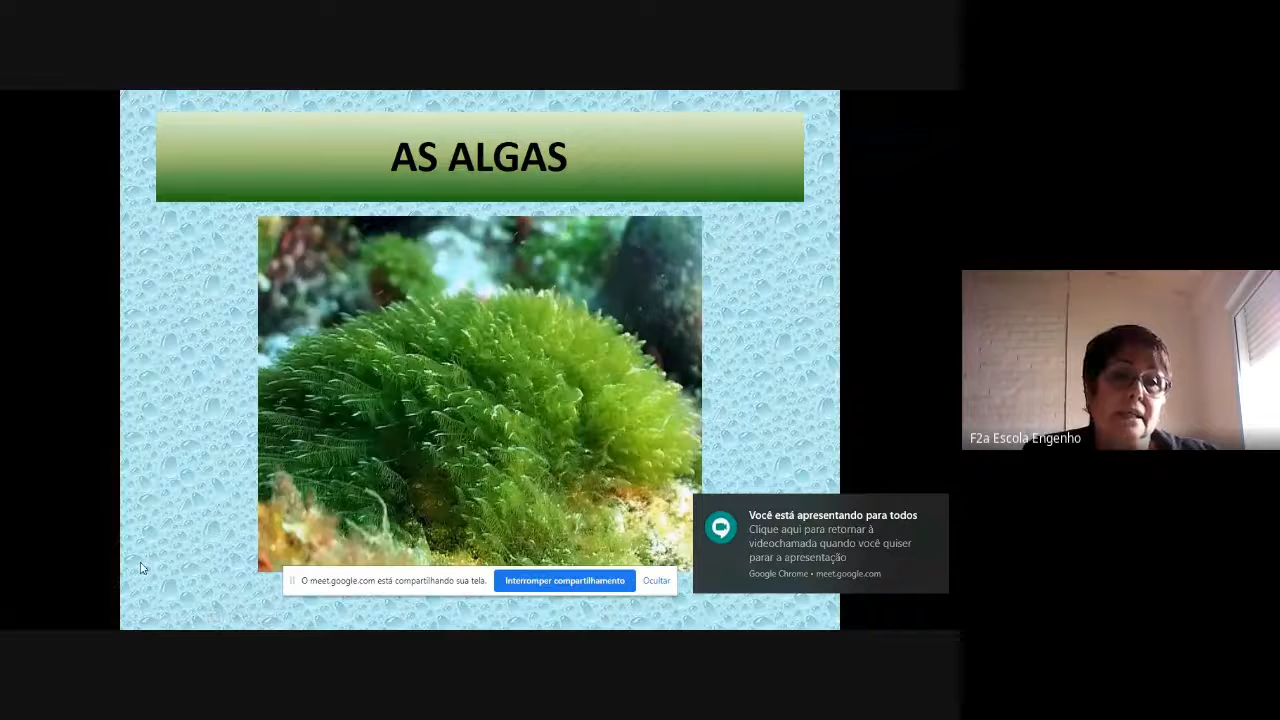 AS ALGAS
F2a Escola Engenho
Você está apresentando para todos
Clique aqui para retornar à
videochamada quando você quiser
parar a apresentação
Google Chrome • meet.google.com
O meet.google.com está compartilhando sua tela.
Interromper compartilhamento
Ocultar